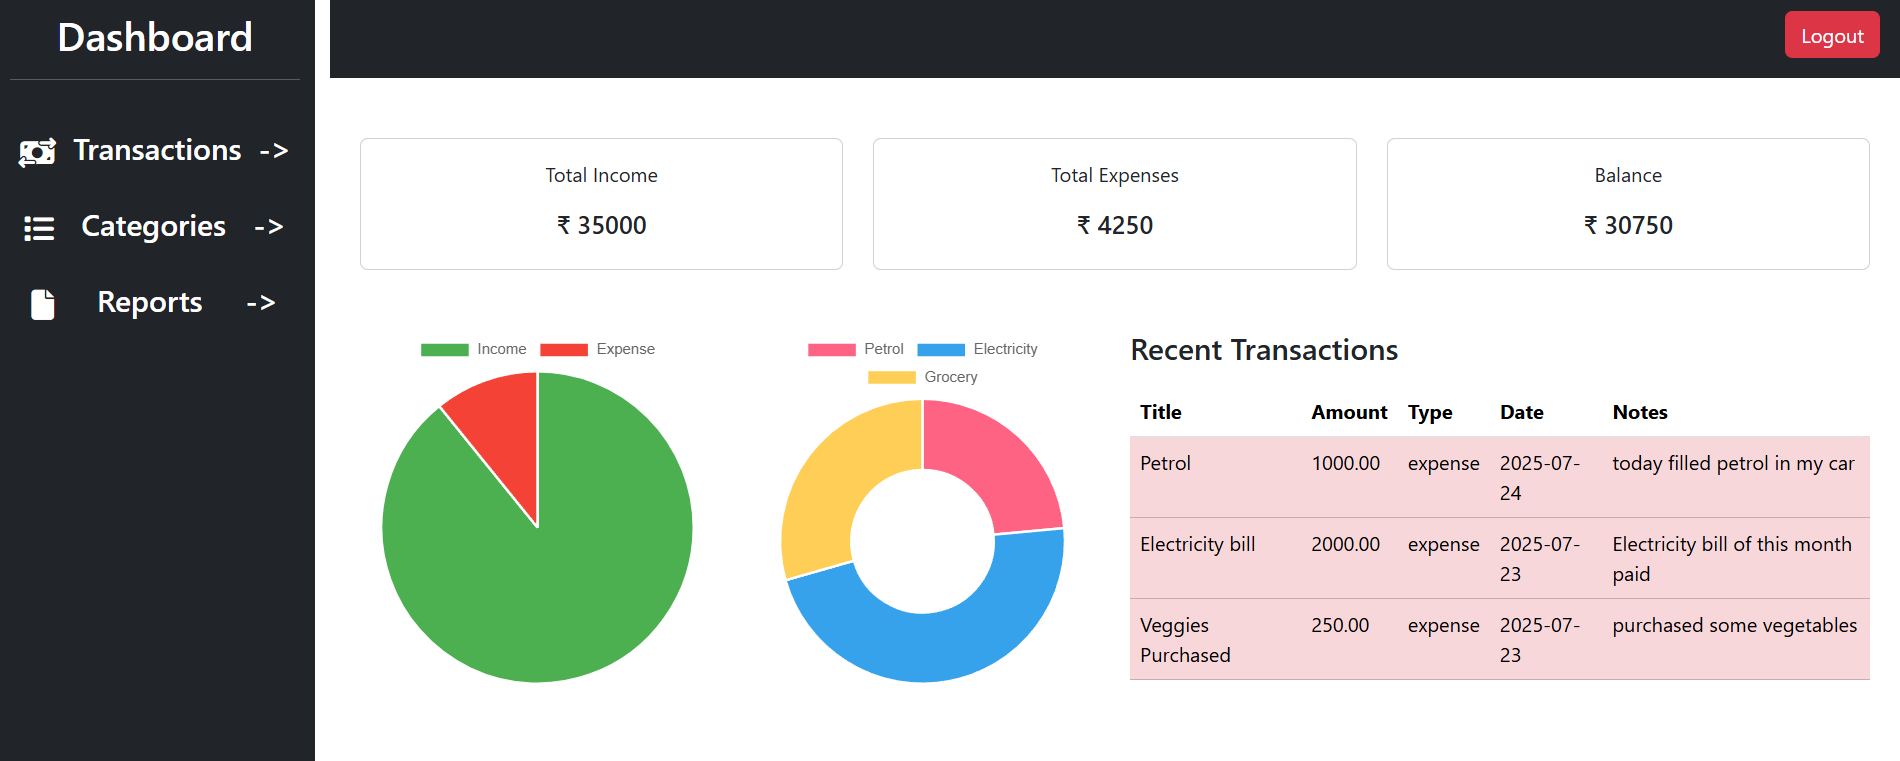 Dashboard
Logout
Transactions ->
Categories ->
Reports ->
Total Income
₹ 35000
Total Expenses
₹ 4250
Balance
₹ 30750
Income Expense
Petrol Electricity
Grocery
Recent Transactions
Title Amount Type Date Notes
Petrol 1000.00 expense 2025-07- today filled petrol in my car
24
Electricity bill 2000.00 expense 2025-07- Electricity bill of this month
23 paid
Veggies 250.00 expense 2025-07- purchased some vegetables
Purchased 23